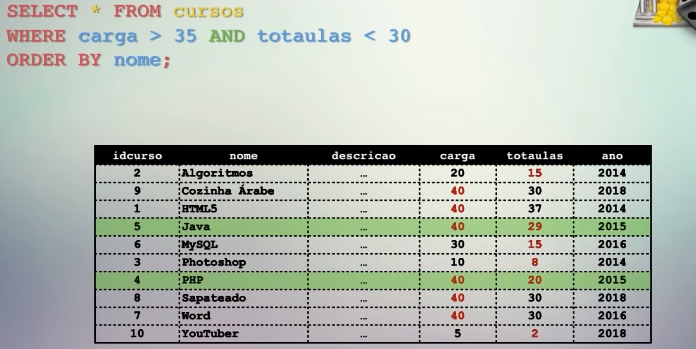 SELECT * FROM cursos
WHERE carga > 35 AND totaulas < 30
ORDER BY nome;
idcurso nome descricao carga totaulas ano
2 Algoritmos ... 20 15 2014
9 Cozinha Árabe ... 40 30 2018
1 HTML5 ... 40 37 2014
5 Java ... 40 29 2015
6 MySQL ... 30 15 2016
3 Photoshop ... 10 8 2014
4 PHP ... 40 20 2015
8 Sapateado ... 40 30 2018
7 Word ... 40 30 2016
10 YouTuber ... 5 2 2018